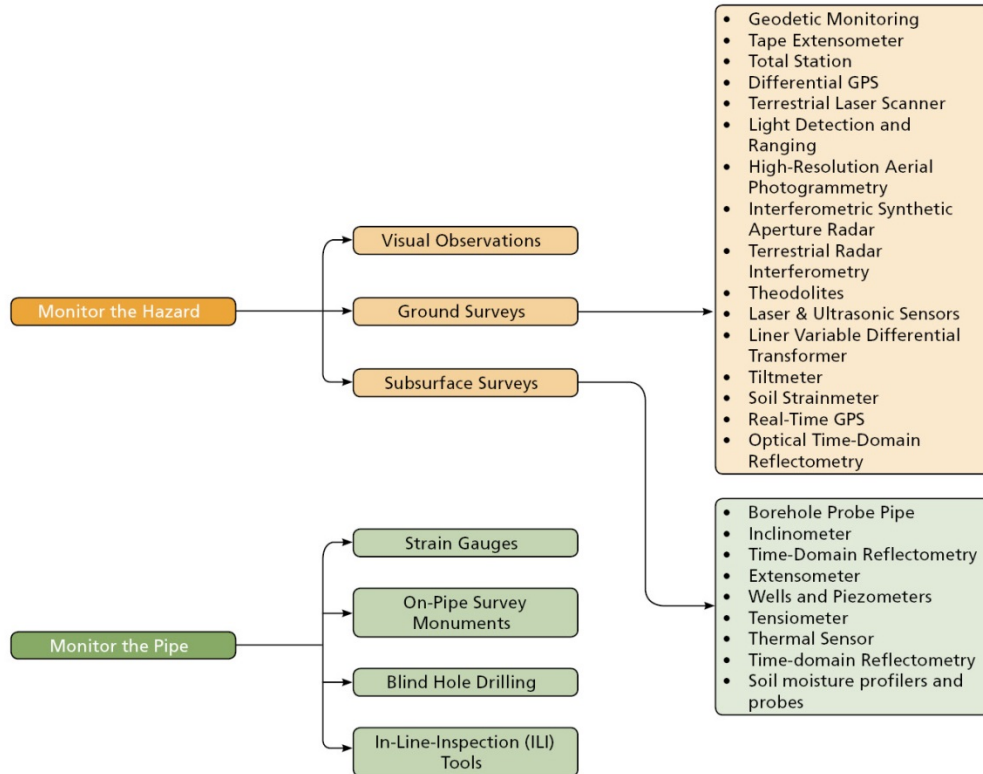 Monitor the Hazard
Visual Observations
Ground Surveys
Subsurface Surveys
• Geodetic Monitoring
• Tape Extensometer
• Total Station
• Differential GPS
• Terrestrial Laser Scanner
• Light Detection and
Ranging
• High-Resolution Aerial
Photogrammetry
• Interferometric Synthetic
Aperture Radar
• Terrestrial Radar
Interferometry
• Theodolites
• Laser & Ultrasonic Sensors
• Liner Variable Differential
Transformer
• Tiltmeter
• Soil Strainmeter
• Real-Time GPS
• Optical Time-Domain
Reflectometry
• Borehole Probe Pipe
• Inclinometer
• Time-Domain Reflectometry
• Extensometer
• Wells and Piezometers
• Tensiometer
• Thermal Sensor
• Time-domain Reflectometry
• Soil moisture profilers and
probes
Monitor the Pipe
Strain Gauges
On-Pipe Survey
Monuments
Blind Hole Drilling
In-Line-Inspection (ILI)
Tools